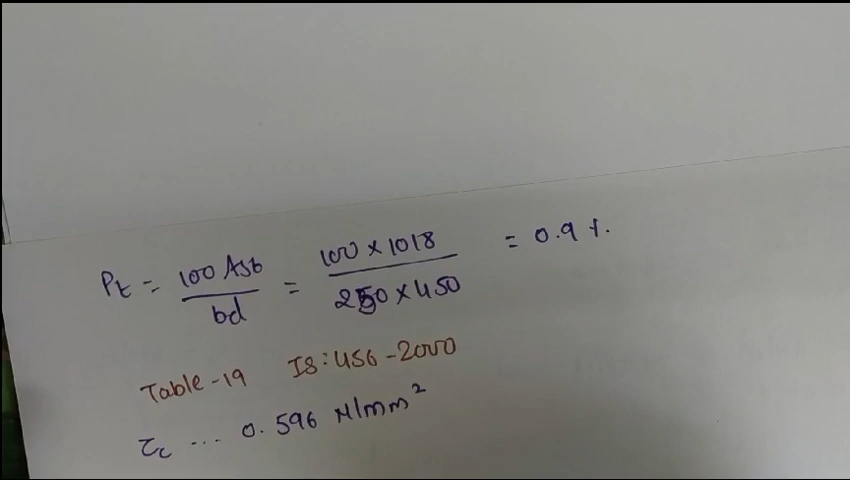 Pt = 100 Ast / bd = 100 x 1018 / 250 x 450 = 0.9 %.
Table-19 IS:456-2000
τc ... 0.596 N/mm²